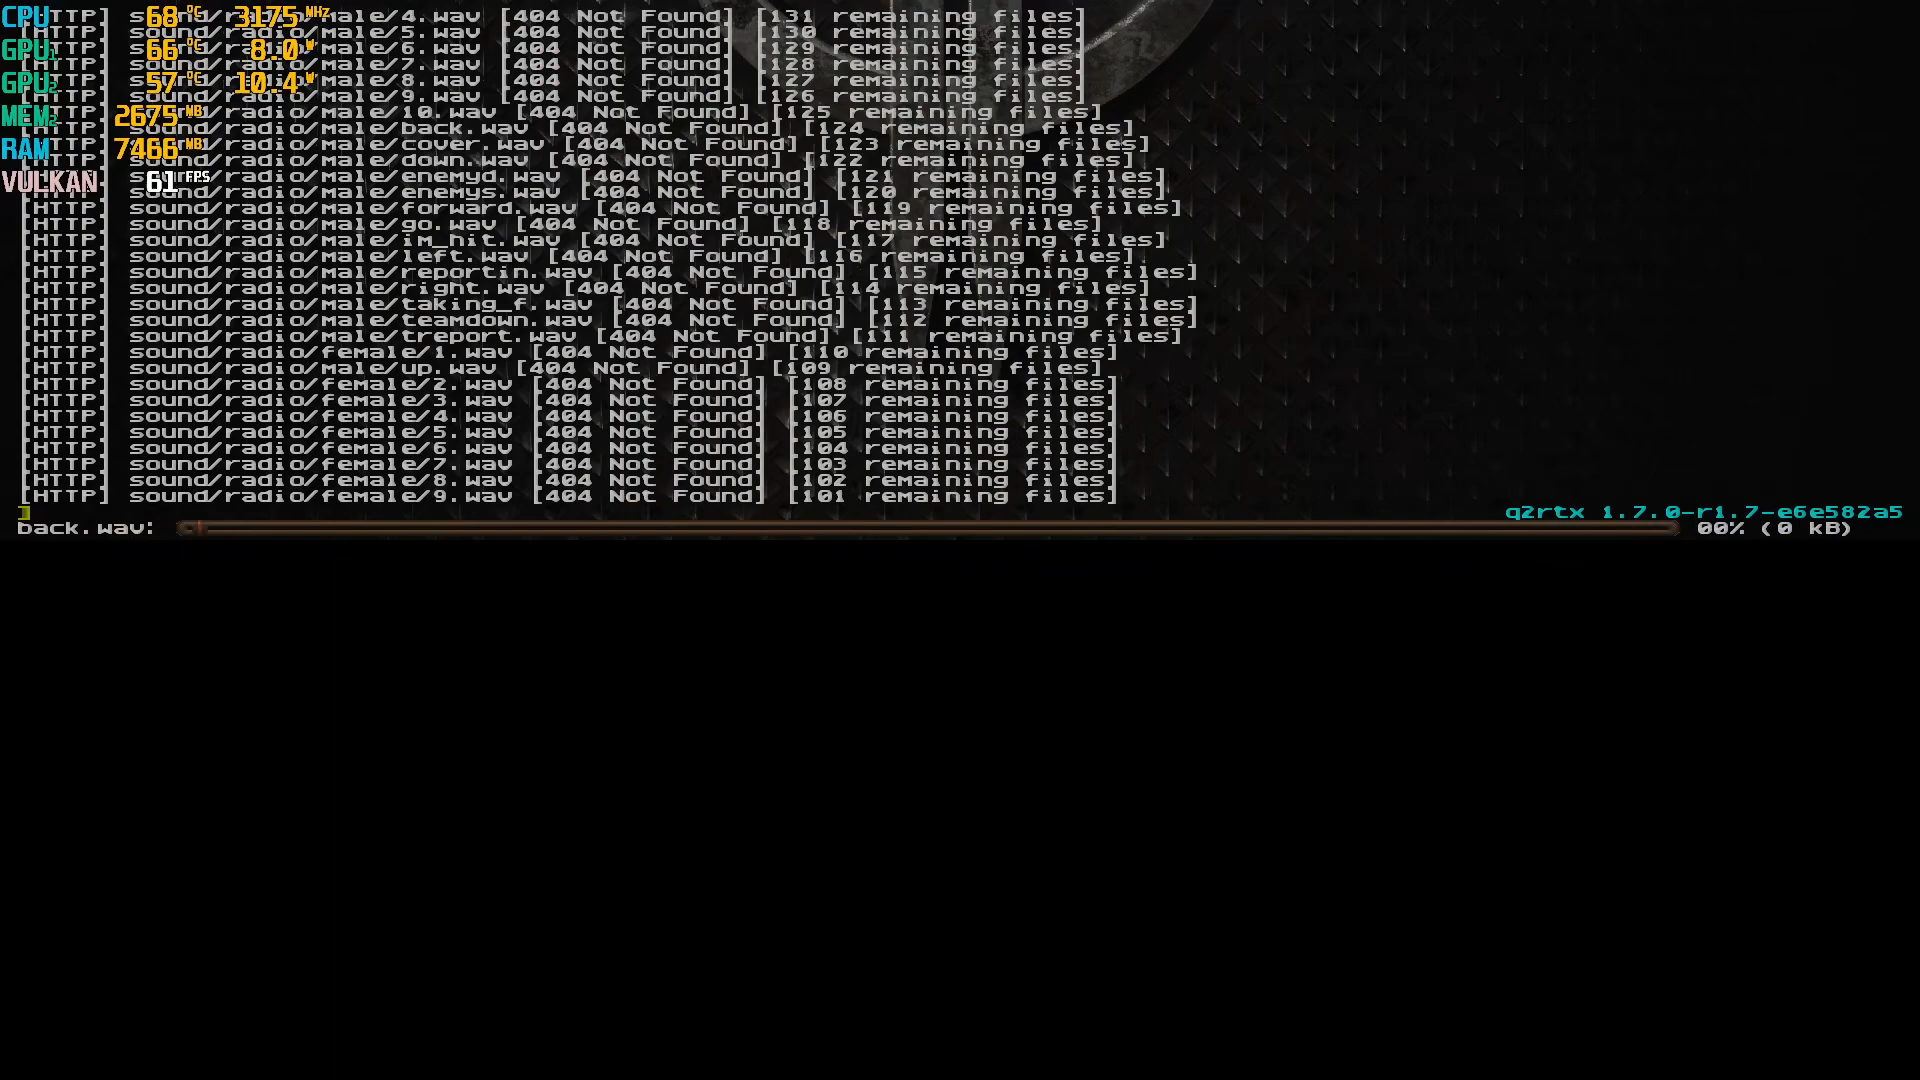 [HTTP] sound/radio/male/4.wav [404 Not Found] [131 remaining files]
[HTTP] sound/radio/male/5.wav [404 Not Found] [130 remaining files]
[HTTP] sound/radio/male/6.wav [404 Not Found] [129 remaining files]
[HTTP] sound/radio/male/7.wav [404 Not Found] [128 remaining files]
[HTTP] sound/radio/male/8.wav [404 Not Found] [127 remaining files]
[HTTP] sound/radio/male/9.wav [404 Not Found] [126 remaining files]
[HTTP] sound/radio/male/10.wav [404 Not Found] [125 remaining files]
[HTTP] sound/radio/male/back.wav [404 Not Found] [124 remaining files]
[HTTP] sound/radio/male/cover.wav [404 Not Found] [123 remaining files]
[HTTP] sound/radio/male/down.wav [404 Not Found] [122 remaining files]
[HTTP] sound/radio/male/enemyd.wav [404 Not Found] [121 remaining files]
[HTTP] sound/radio/male/enemys.wav [404 Not Found] [120 remaining files]
[HTTP] sound/radio/male/forward.wav [404 Not Found] [119 remaining files]
[HTTP] sound/radio/male/go.wav [404 Not Found] [118 remaining files]
[HTTP] sound/radio/male/im_hit.wav [404 Not Found] [117 remaining files]
[HTTP] sound/radio/male/left.wav [404 Not Found] [116 remaining files]
[HTTP] sound/radio/male/reportin.wav [404 Not Found] [115 remaining files]
[HTTP] sound/radio/male/right.wav [404 Not Found] [114 remaining files]
[HTTP] sound/radio/male/taking_f.wav [404 Not Found] [113 remaining files]
[HTTP] sound/radio/male/teamdown.wav [404 Not Found] [112 remaining files]
[HTTP] sound/radio/male/treport.wav [404 Not Found] [111 remaining files]
[HTTP] sound/radio/female/1.wav [404 Not Found] [110 remaining files]
[HTTP] sound/radio/male/up.wav [404 Not Found] [109 remaining files]
[HTTP] sound/radio/female/2.wav [404 Not Found] [108 remaining files]
[HTTP] sound/radio/female/3.wav [404 Not Found] [107 remaining files]
[HTTP] sound/radio/female/4.wav [404 Not Found] [106 remaining files]
[HTTP] sound/radio/female/5.wav [404 Not Found] [105 remaining files]
[HTTP] sound/radio/female/6.wav [404 Not Found] [104 remaining files]
[HTTP] sound/radio/female/7.wav [404 Not Found] [103 remaining files]
[HTTP] sound/radio/female/8.wav [404 Not Found] [102 remaining files]
[HTTP] sound/radio/female/9.wav [404 Not Found] [101 remaining files]
CPU 68 °C 3175 MHz
GPU1 66 °C 8.0 W
GPU2 57 °C 10.4 W
MEM2 2675 MB
RAM 7466 MB
VULKAN 61 FPS
] q2rtx 1.7.0-r1.7-e6e582a5
back.wav: 00% (0 kB)